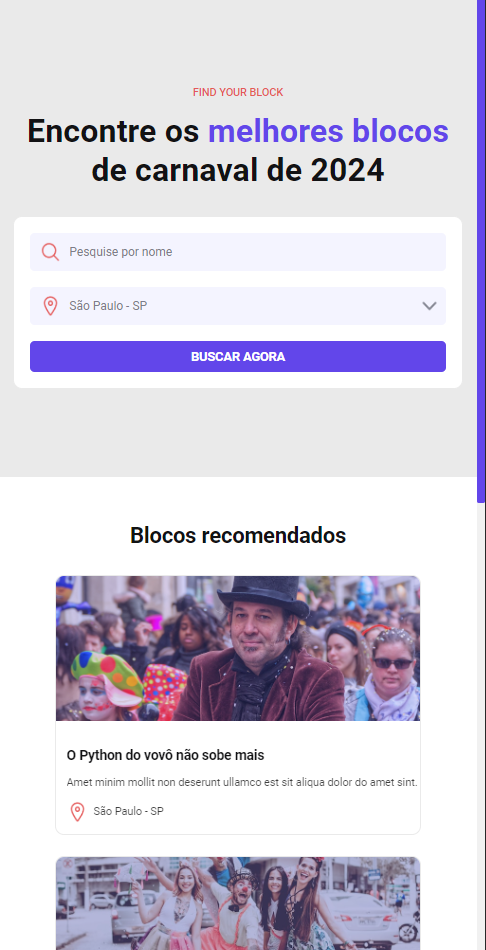 FIND YOUR BLOCK
Encontre os melhores blocos
de carnaval de 2024
Pesquise por nome
São Paulo - SP
BUSCAR AGORA
Blocos recomendados
O Python do vovô não sobe mais
Amet minim mollit non deserunt ullamco est sit aliqua dolor do amet sint.
São Paulo - SP